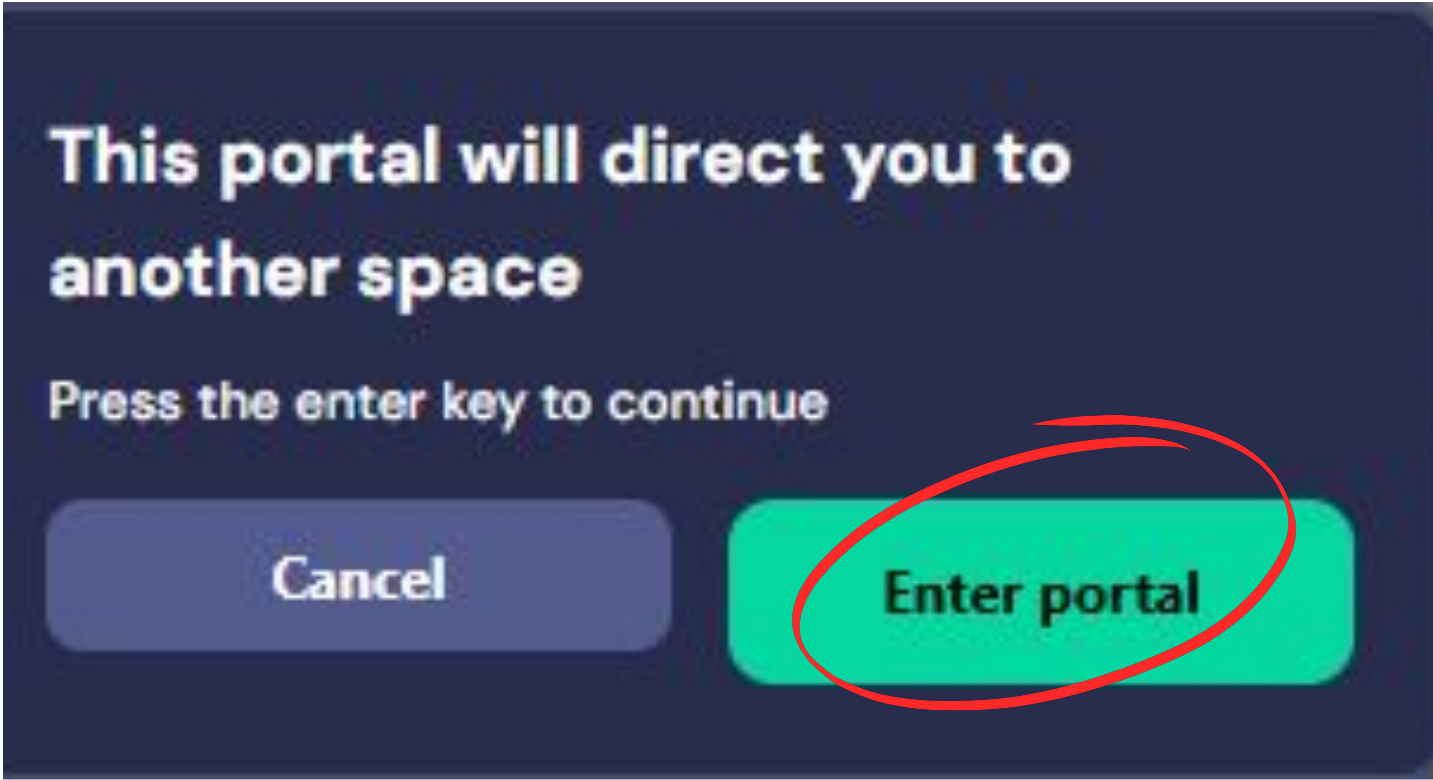 This portal will direct you to
another space
Press the enter key to continue
Cancel
Enter portal